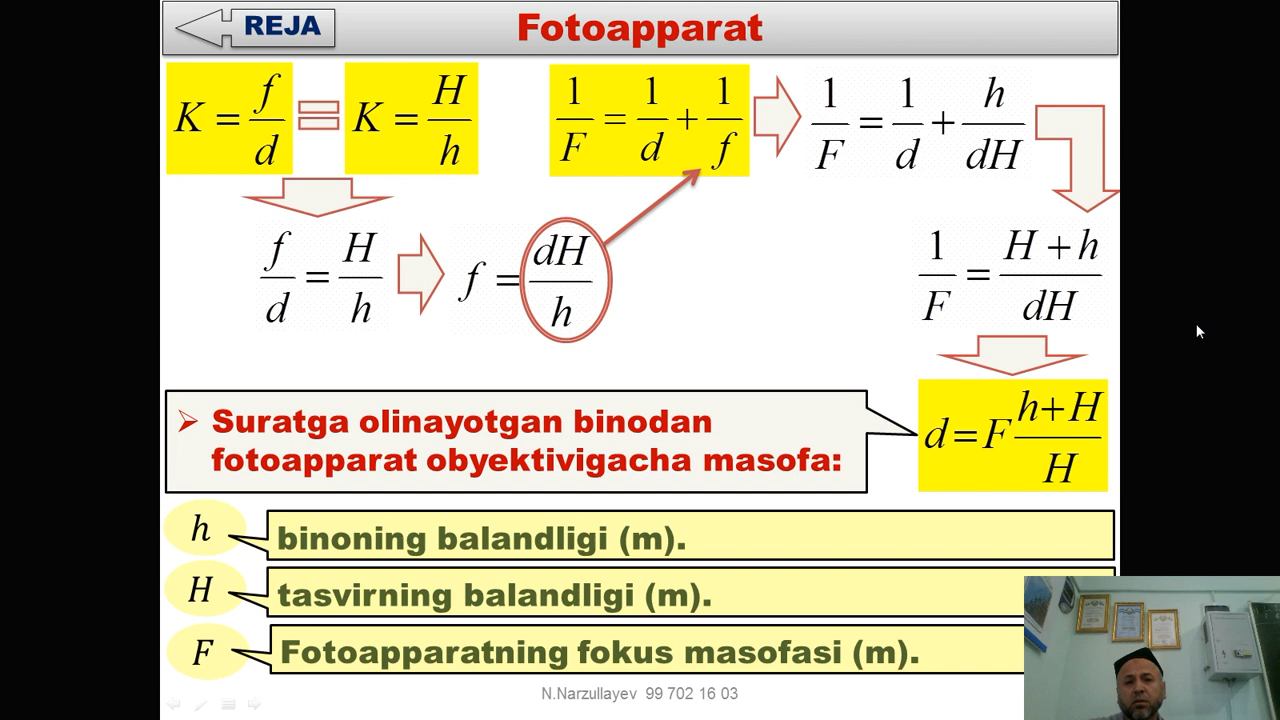 REJA
Fotoapparat
K = f/d = K = H/h
1/F = 1/d + 1/f
1/F = 1/d + h/dH
f/d = H/h
f = dH/h
1/F = H + h/dH
➢ Suratga olinayotgan binodan
fotoapparat obyektivigacha masofa:
d = F h+H/H
h
binoning balandligi (m).
H
tasvirning balandligi (m).
F
Fotoapparatning fokus masofasi (m).
N.Narzullayev 99 702 16 03